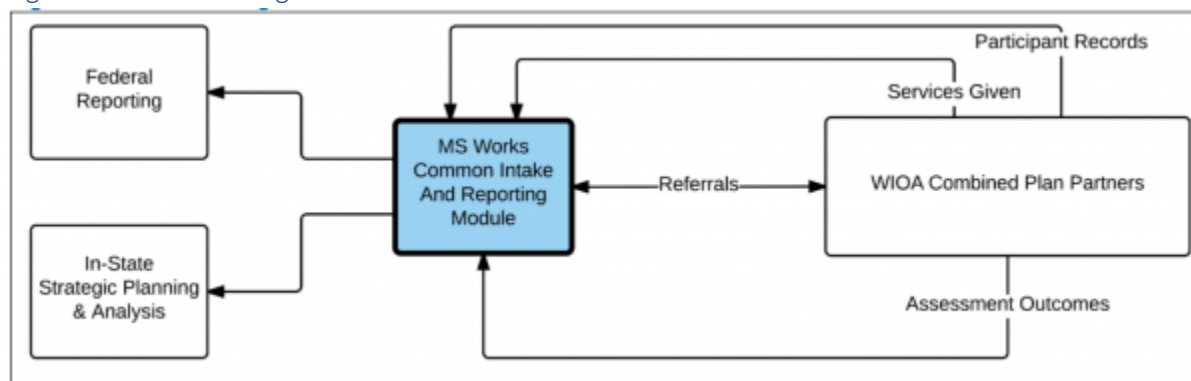 Federal
Reporting
In-State
Strategic Planning
& Analysis
MS Works
Common Intake
And Reporting
Module
Participant Records
Services Given
Referrals
WIOA Combined Plan Partners
Assessment Outcomes